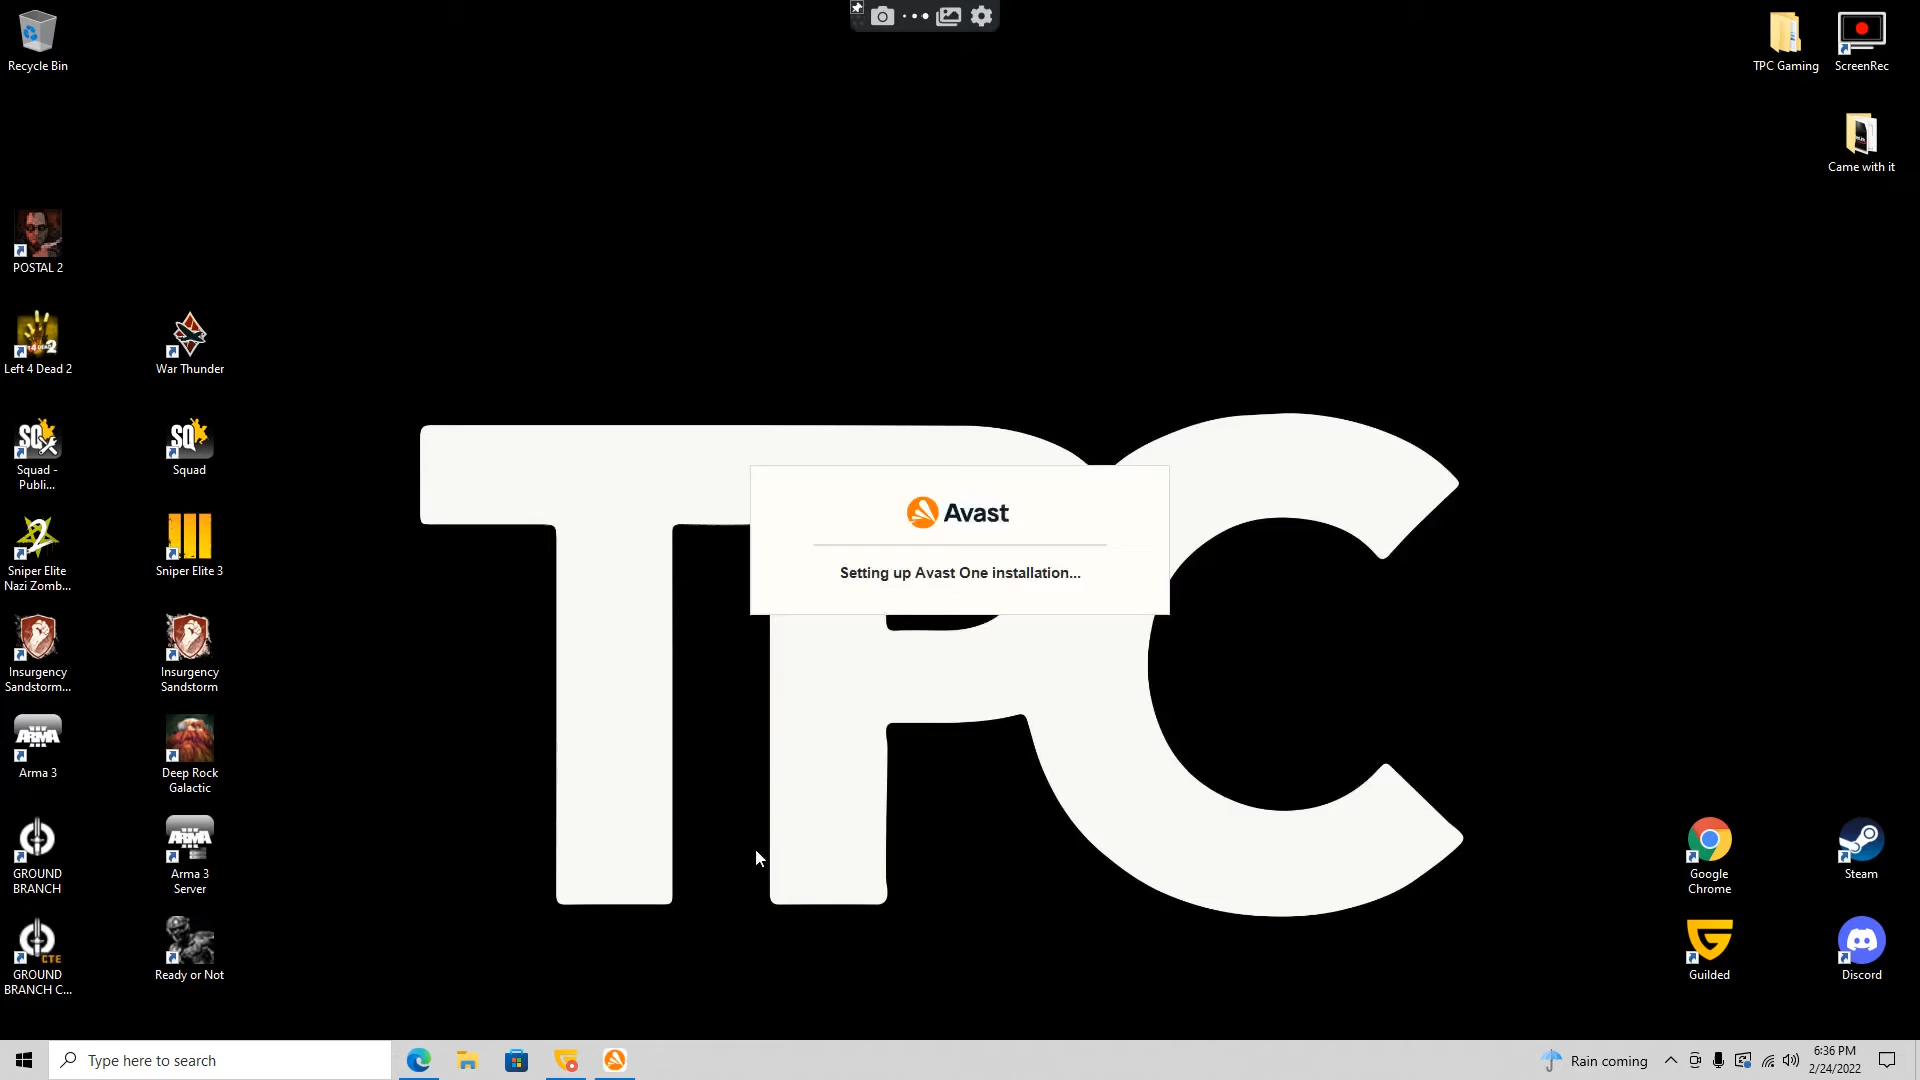 Recycle Bin
TPC Gaming
ScreenRec
Came with it
POSTAL 2
Left 4 Dead 2
War Thunder
Squad -
Publi...
Squad
Sniper Elite
Nazi Zomb...
Sniper Elite 3
Insurgency
Sandstorm...
Insurgency
Sandstorm
Arma 3
Deep Rock
Galactic
GROUND
BRANCH
Arma 3
Server
GROUND
BRANCH C...
Ready or Not
TPC
Avast
Setting up Avast One installation...
Google
Chrome
Steam
Guilded
Discord
Type here to search
Rain coming
6:36 PM
2/24/2022